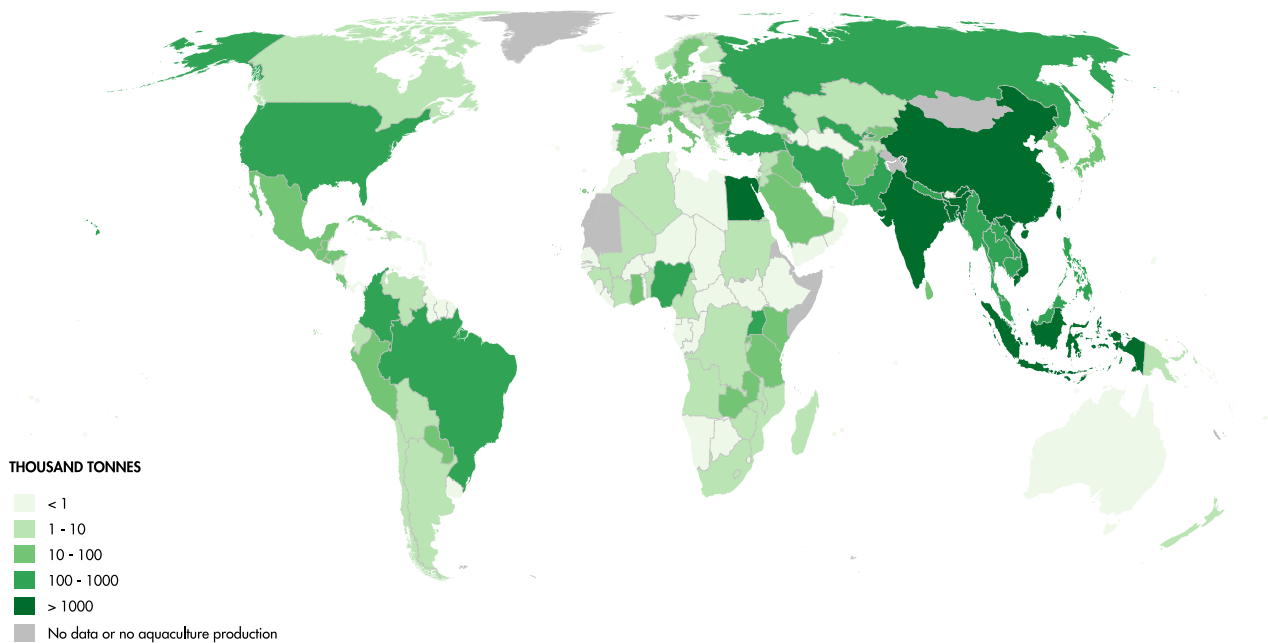 THOUSAND TONNES
< 1
1 - 10
10 - 100
100 - 1000
> 1000
No data or no aquaculture production